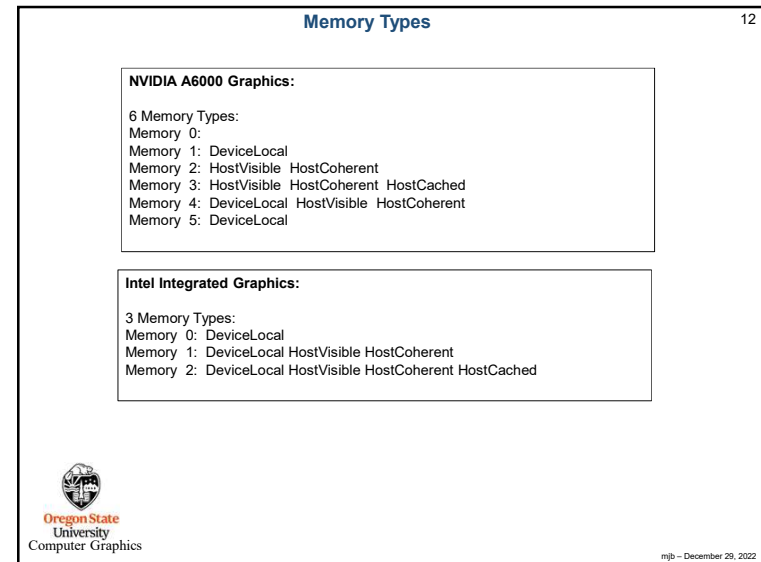 Memory Types
12
NVIDIA A6000 Graphics:
6 Memory Types:
Memory 0:
Memory 1: DeviceLocal
Memory 2: HostVisible HostCoherent
Memory 3: HostVisible HostCoherent HostCached
Memory 4: DeviceLocal HostVisible HostCoherent
Memory 5: DeviceLocal
Intel Integrated Graphics:
3 Memory Types:
Memory 0: DeviceLocal
Memory 1: DeviceLocal HostVisible HostCoherent
Memory 2: DeviceLocal HostVisible HostCoherent HostCached
Oregon State
University
Computer Graphics
mjb – December 29, 2022